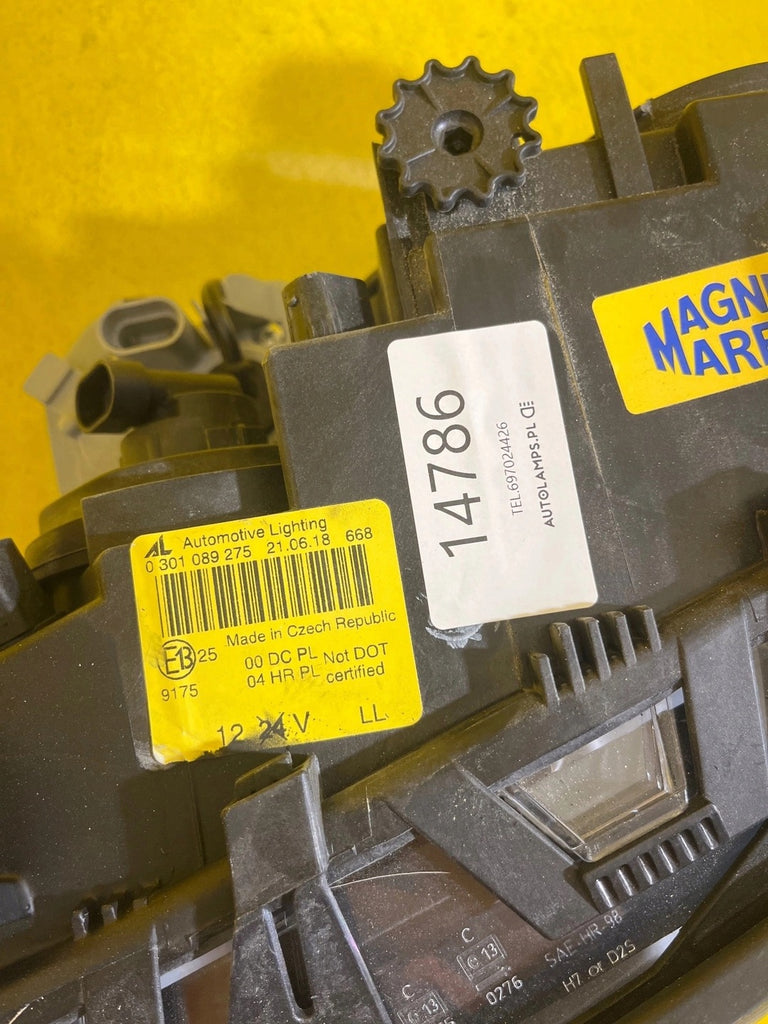 MAGN
MARE
14786
TEL.697024426
AUTOLAMPS.PL
AL Automotive Lighting
0 301 089 275 21.06.18 668
Made in Czech Republic
E13 25
00 DC PL Not DOT
04 HR PL certified
9175
12 24 V LL
C
13
0276
SAE-HR-98
H7 or D2S
C
13